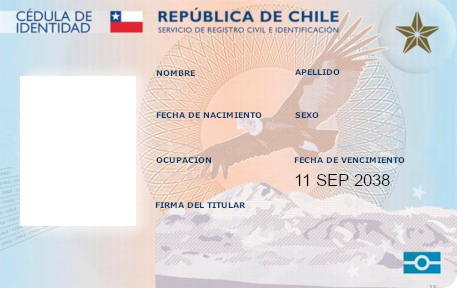 CÉDULA DE
IDENTIDAD
REPÚBLICA DE CHILE
SERVICIO DE REGISTRO CIVIL E IDENTIFICACIÓN
NOMBRE APELLIDO
FECHA DE NACIMIENTO SEXO
OCUPACION FECHA DE VENCIMIENTO
11 SEP 2038
FIRMA DEL TITULAR